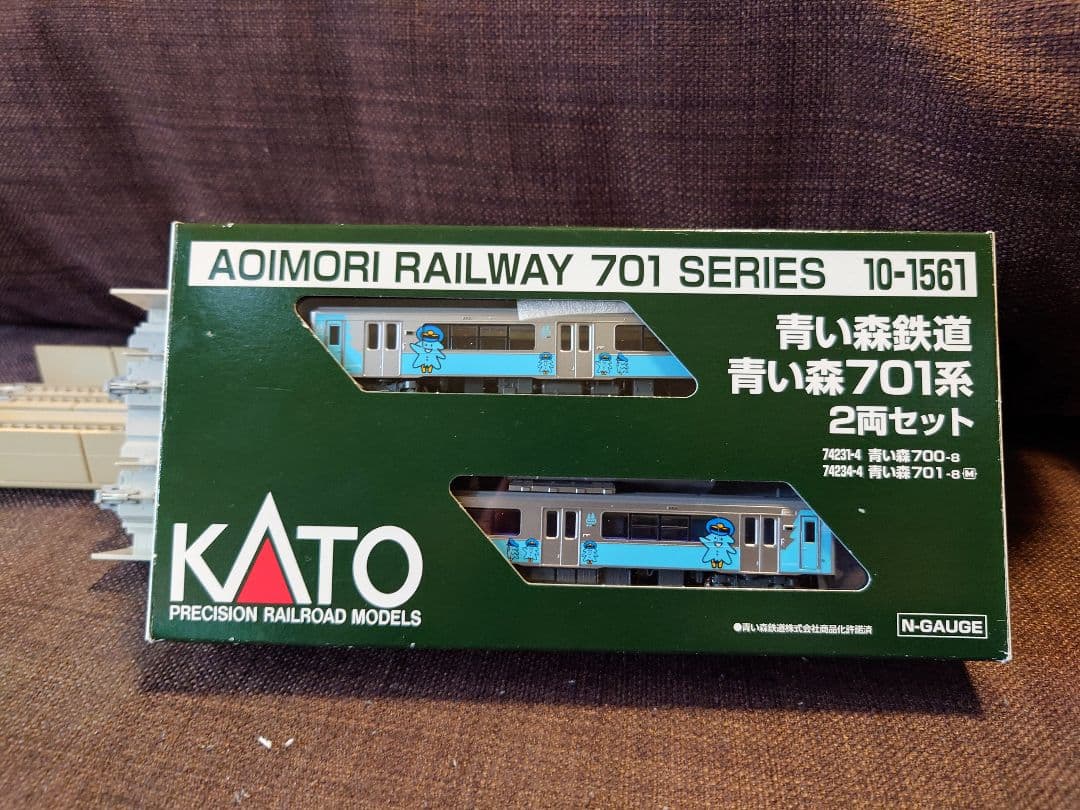 AOIMORI RAILWAY 701 SERIES 10-1561
青い森鉄道
青い森701系
2両セット
74231-4 青い森700-8
74234-4 青い森701-8 M
KATO
PRECISION RAILROAD MODELS
●青い森鉄道株式会社商品化許諾済
N-GAUGE